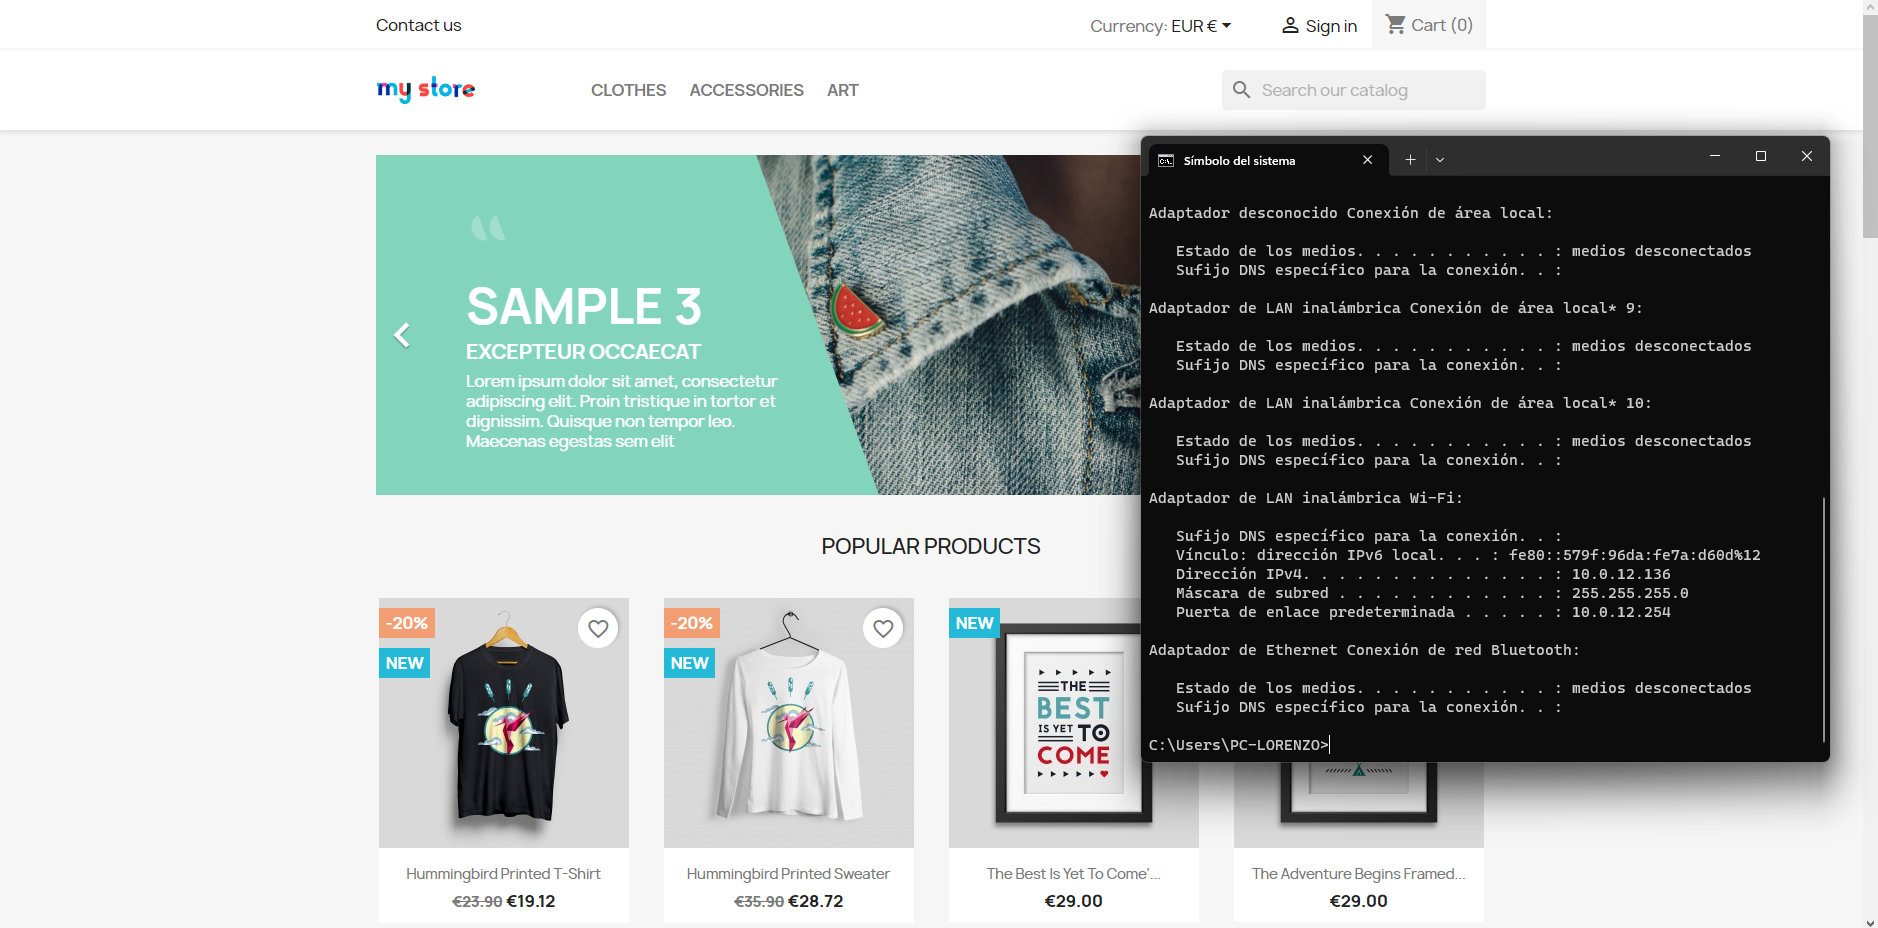 Contact us
Currency: EUR €
Sign in
Cart (0)
my store
CLOTHES
ACCESSORIES
ART
Search our catalog
SAMPLE 3
EXCEPTEUR OCCAECAT
Lorem ipsum dolor sit amet, consectetur
adipiscing elit. Proin tristique in tortor et
dignissim. Quisque non tempor leo.
Maecenas egestas sem elit
Símbolo del sistema
Adaptador desconocido Conexión de área local:
Estado de los medios. . . . . . . . . . . : medios desconectados
Sufijo DNS específico para la conexión. . :
Adaptador de LAN inalámbrica Conexión de área local* 9:
Estado de los medios. . . . . . . . . . . : medios desconectados
Sufijo DNS específico para la conexión. . :
Adaptador de LAN inalámbrica Conexión de área local* 10:
Estado de los medios. . . . . . . . . . . : medios desconectados
Sufijo DNS específico para la conexión. . :
Adaptador de LAN inalámbrica Wi-Fi:
Sufijo DNS específico para la conexión. . :
Vínculo: dirección IPv6 local. . . : fe80::579f:96da:fe7a:d60d%12
Dirección IPv4. . . . . . . . . . . . . . : 10.0.12.136
Máscara de subred . . . . . . . . . . . . : 255.255.255.0
Puerta de enlace predeterminada . . . . . : 10.0.12.254
Adaptador de Ethernet Conexión de red Bluetooth:
Estado de los medios. . . . . . . . . . . : medios desconectados
Sufijo DNS específico para la conexión. . :
C:\Users\PC-LORENZO>
POPULAR PRODUCTS
-20%
NEW
Hummingbird Printed T-Shirt
€23.90 €19.12
-20%
NEW
Hummingbird Printed Sweater
€35.90 €28.72
NEW
THE
BEST
IS YET TO
COME
The Best Is Yet To Come'...
€29.00
The Adventure Begins Framed...
€29.00